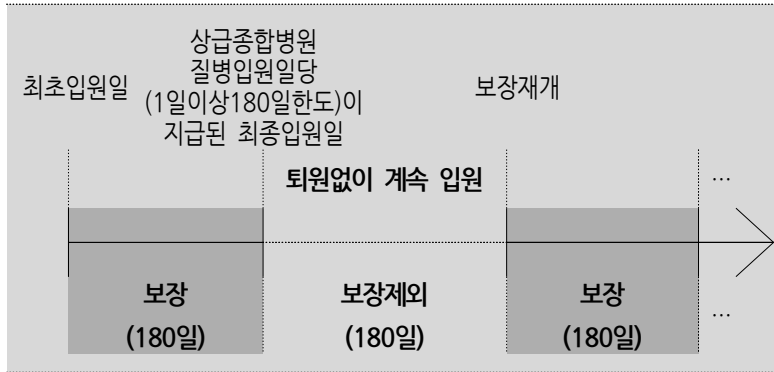 최초입원일
상급종합병원
질병입원일당
(1일이상180일한도)이
지급된 최종입원일
보장재개
퇴원없이 계속 입원
…
보장
(180일)
보장제외
(180일)
보장
(180일)
…